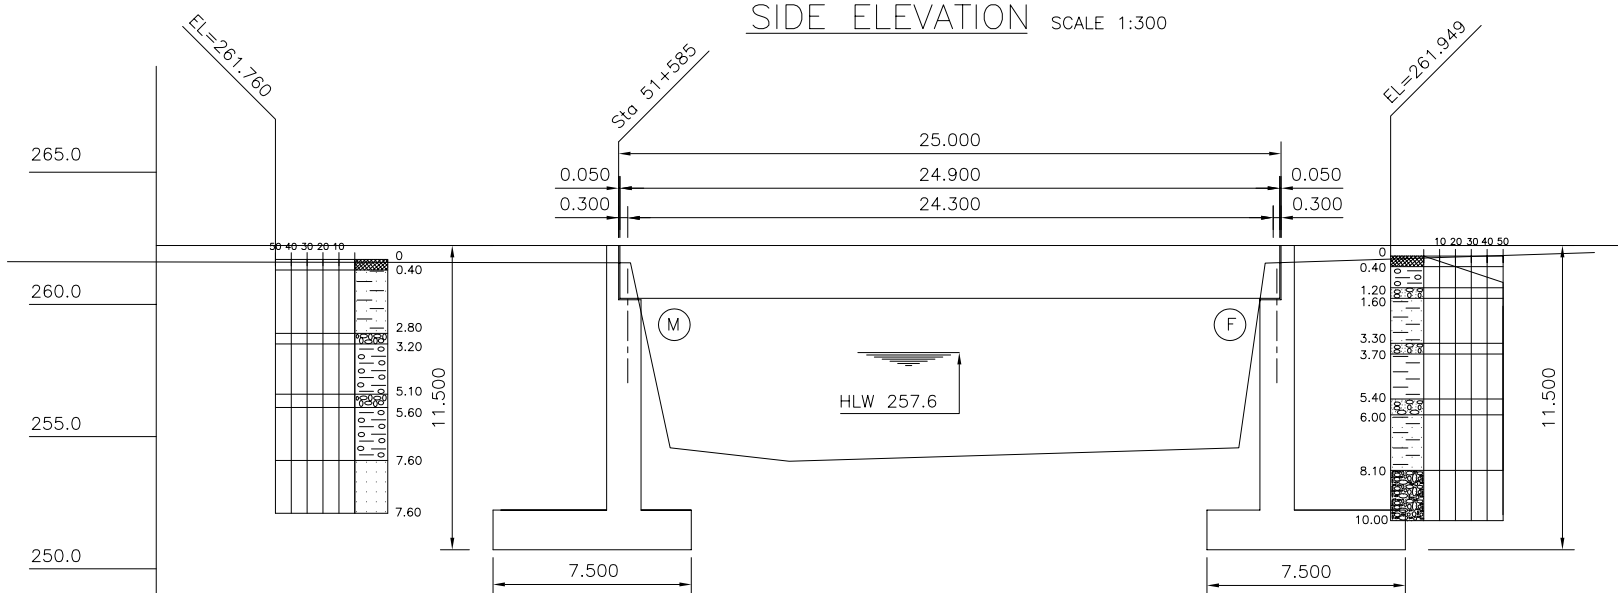 SIDE ELEVATION SCALE 1:300
EL=261.760
Sta 51+585
EL=261.949
25.000
0.050 24.900 0.050
0.300 24.300 0.300
265.0
260.0
255.0
250.0
50 40 30 20 10
0
0.40
2.80
3.20
5.10
5.60
7.60
7.60
11.500
7.500
M
F
HLW 257.6
10 20 30 40 50
0
0.40
1.20
1.60
3.30
3.70
5.40
6.00
8.10
10.00
11.500
7.500